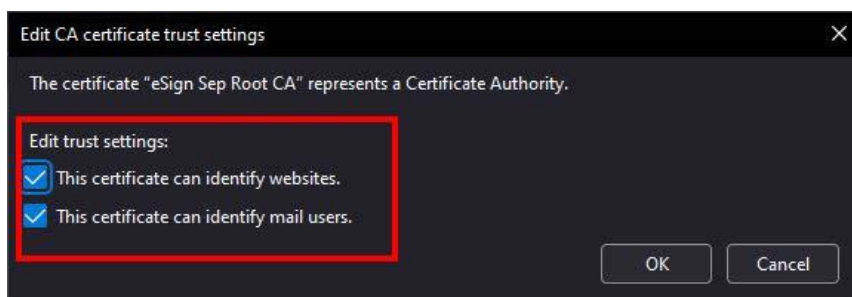 Edit CA certificate trust settings
The certificate "eSign Sep Root CA" represents a Certificate Authority.
Edit trust settings:
This certificate can identify websites.
This certificate can identify mail users.
OK
Cancel